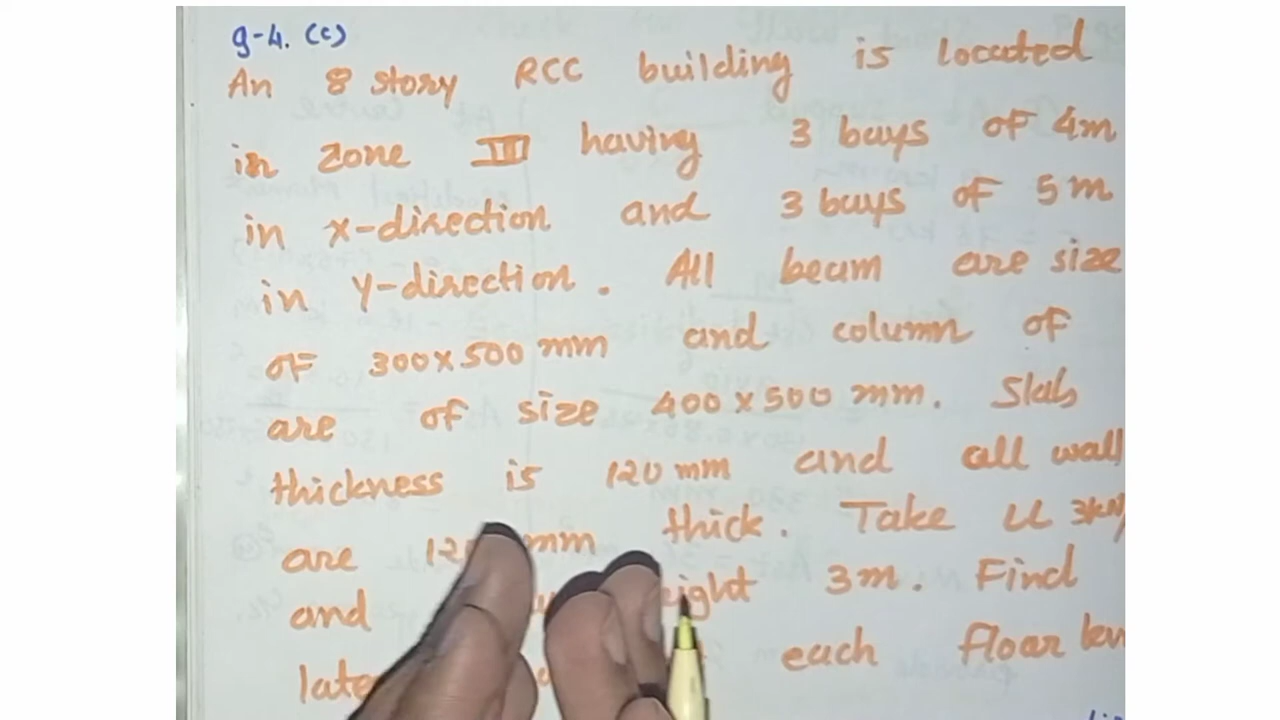 g-4. (c)
An 8 story RCC building is located
in zone III having 3 bays of 4m
in x-direction and 3 bays of 5m
in y-direction. All beam are size
of 300x500 mm and column of
are of size 400x500 mm. Slab
thickness is 120 mm and all wall
are mm thick. Take LL 3kN/
and 3m. Find
each floor